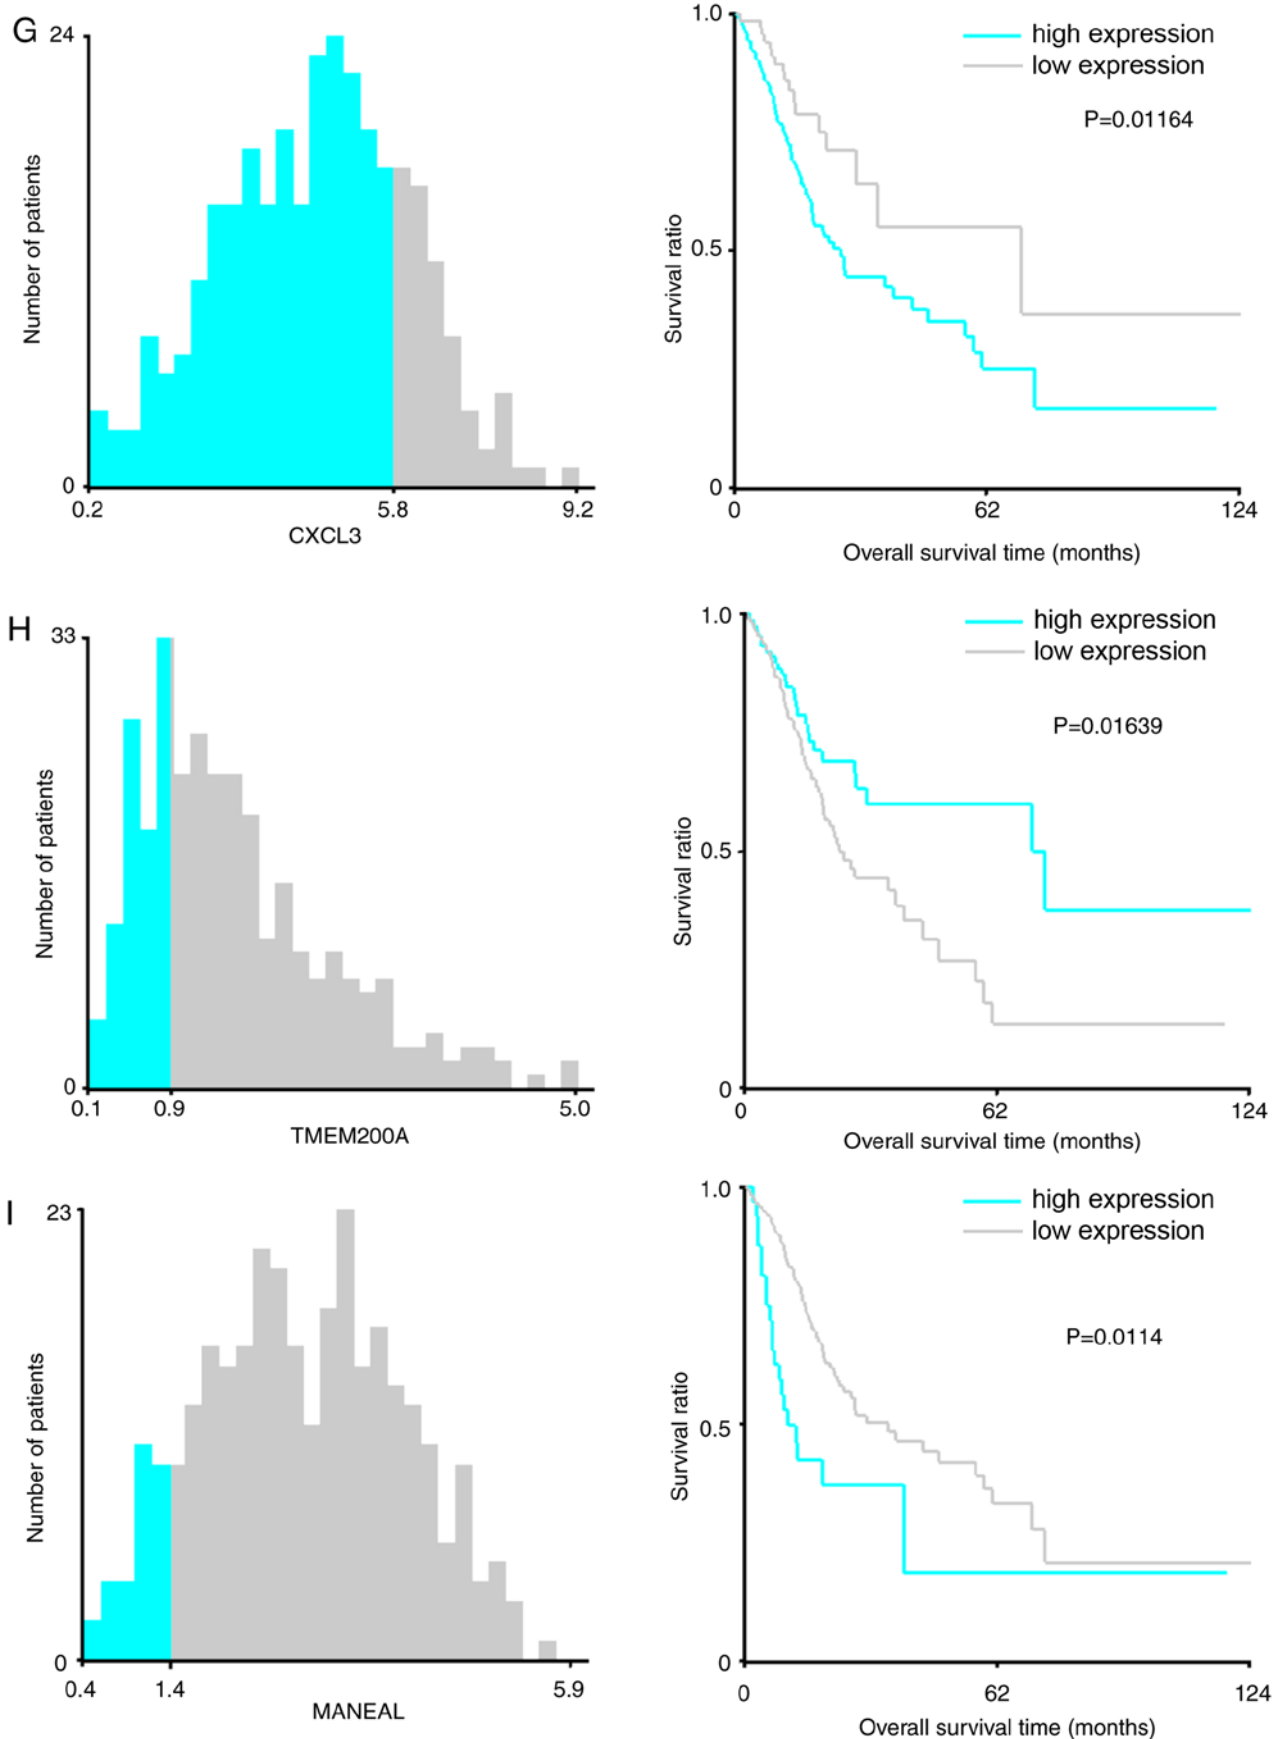 G
24
Number of patients
0
0.2
5.8
9.2
CXCL3
1.0
high expression
low expression
P=0.01164
Survival ratio
0.5
0
0
62
124
Overall survival time (months)
H
33
Number of patients
0
0.1
0.9
5.0
TMEM200A
1.0
high expression
low expression
P=0.01639
Survival ratio
0.5
0
0
62
124
Overall survival time (months)
I
23
Number of patients
0
0.4
1.4
5.9
MANEAL
1.0
high expression
low expression
P=0.0114
Survival ratio
0.5
0
0
62
124
Overall survival time (months)